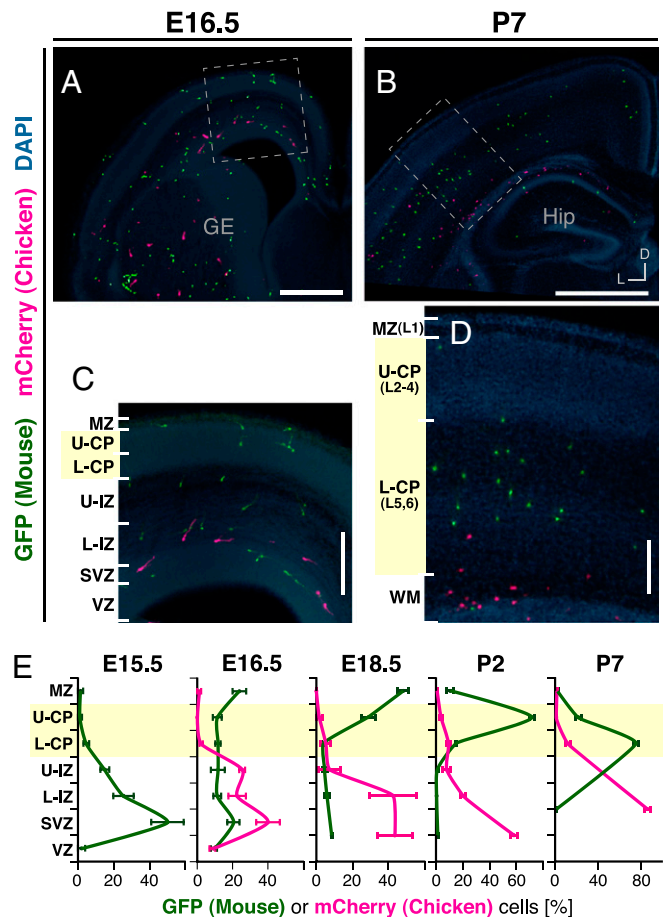 E16.5 P7
GFP (Mouse) mCherry (Chicken) DAPI
A
GE
B
Hip
D
L
C
MZ
U-CP
L-CP
U-IZ
L-IZ
SVZ
VZ
D
MZ(L1)
U-CP
(L2-4)
L-CP
(L5,6)
WM
E
E15.5 E16.5 E18.5 P2 P7
MZ
U-CP
L-CP
U-IZ
L-IZ
SVZ
VZ
0 20 40 0 20 40 0 20 40 0 20 40 60 80 0 20 40 60 80
GFP (Mouse) or mCherry (Chicken) cells [%]